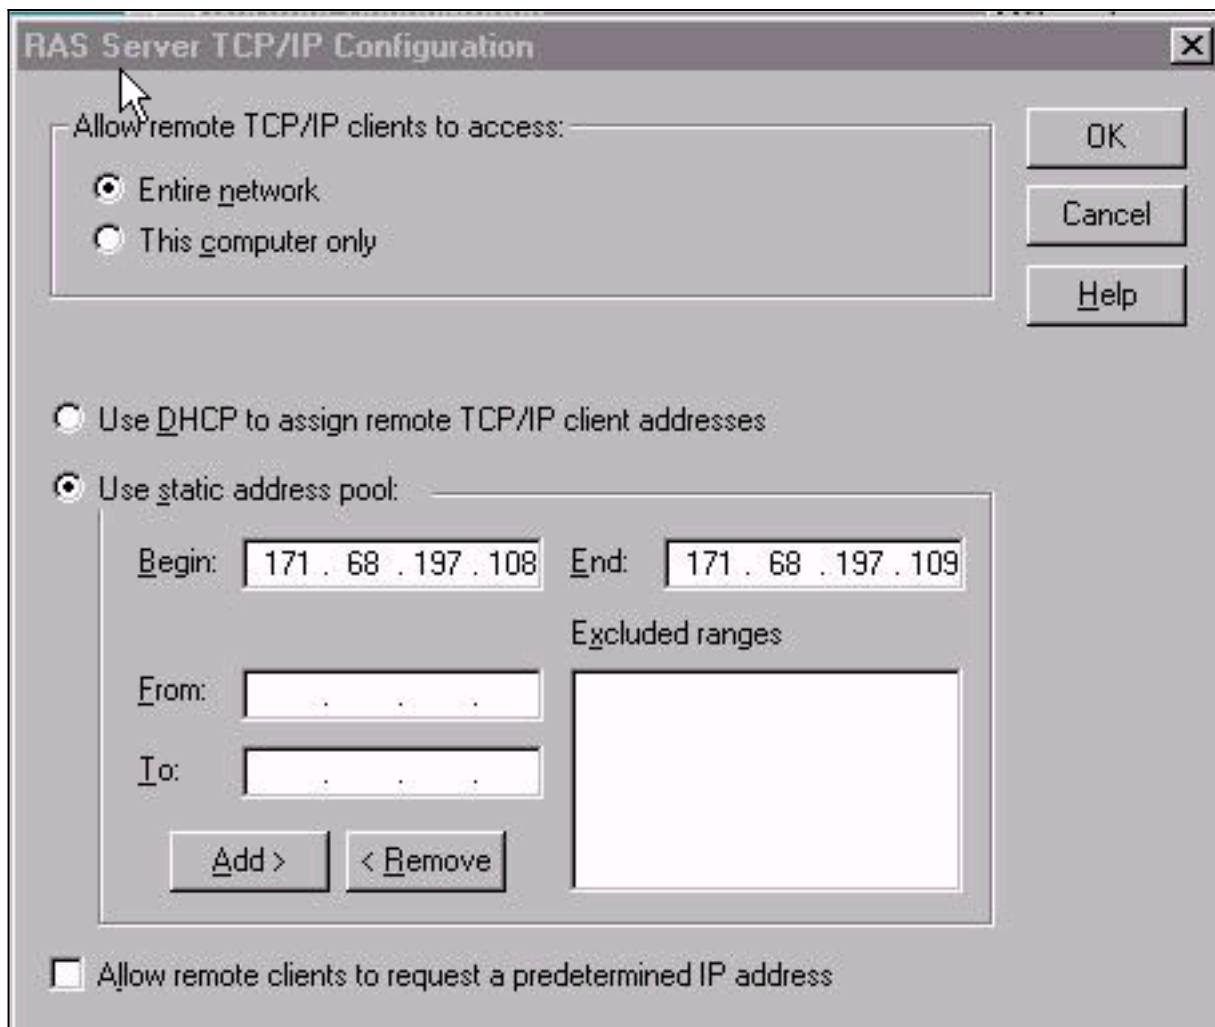 RAS Server TCP/IP Configuration
Allow remote TCP/IP clients to access:
Entire network
This computer only
OK
Cancel
Help
Use DHCP to assign remote TCP/IP client addresses
Use static address pool:
Begin: 171 . 68 . 197 . 108 End: 171 . 68 . 197 . 109
Excluded ranges
From: . . .
To: . . .
Add > < Remove
Allow remote clients to request a predetermined IP address